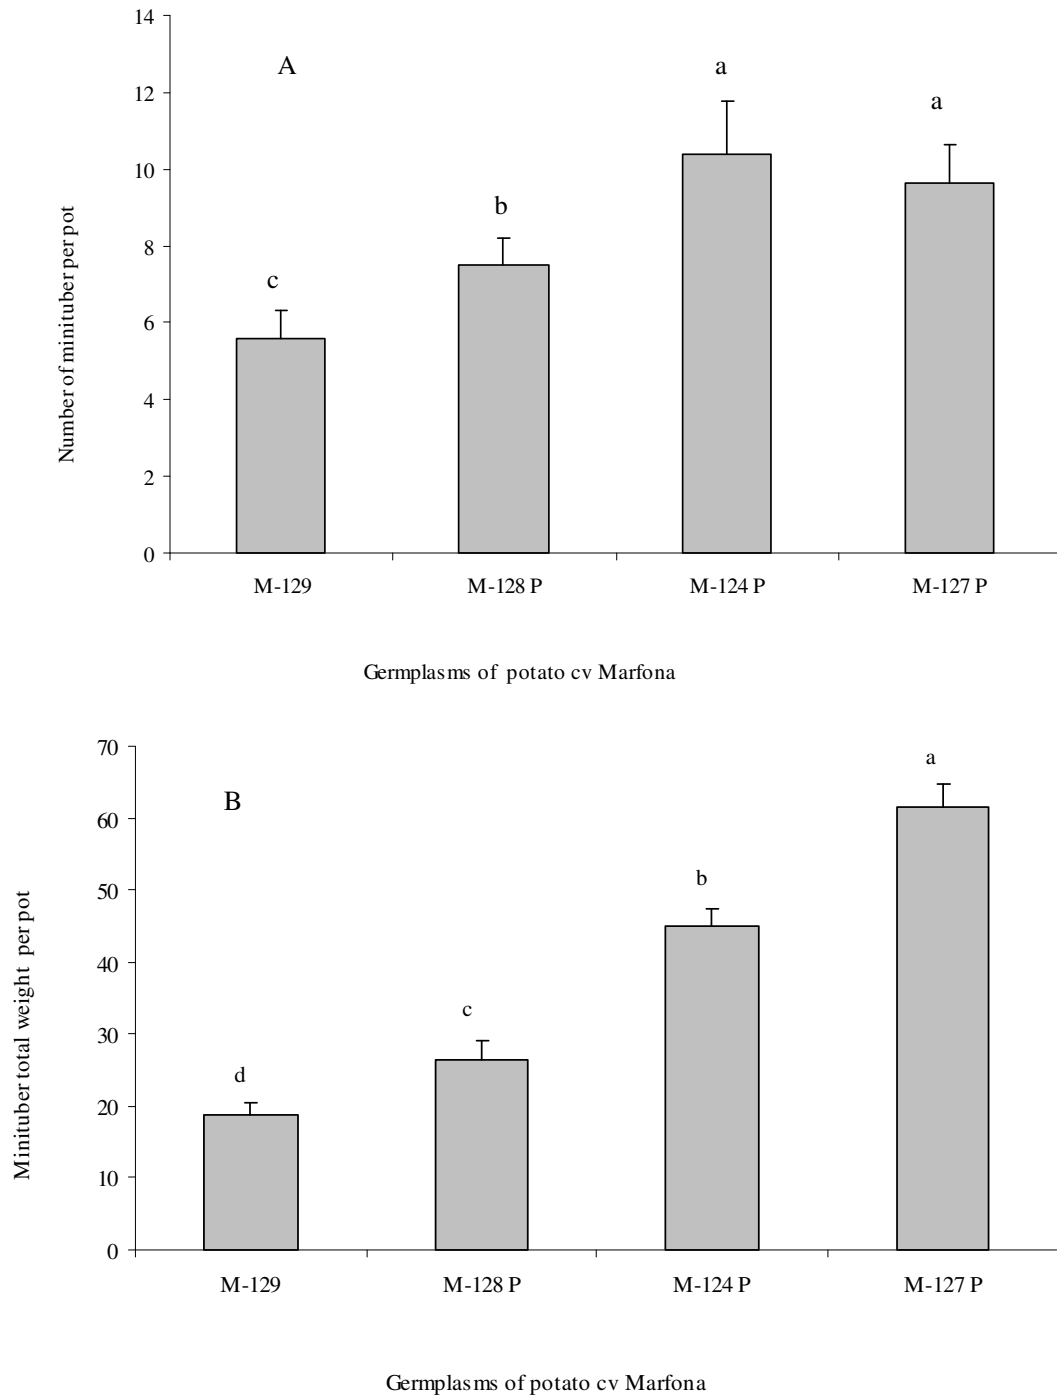 14
A
a
12
a
10
b
8
c
6
4
2
0
Number of minituber per pot
M-129 M-128 P M-124 P M-127 P
Germplasms of potato cv Marfona
70
a
B
60
b
50
40
c
30
d
20
10
0
Minituber total weight per pot
M-129 M-128 P M-124 P M-127 P
Germplasms of potato cv Marfona